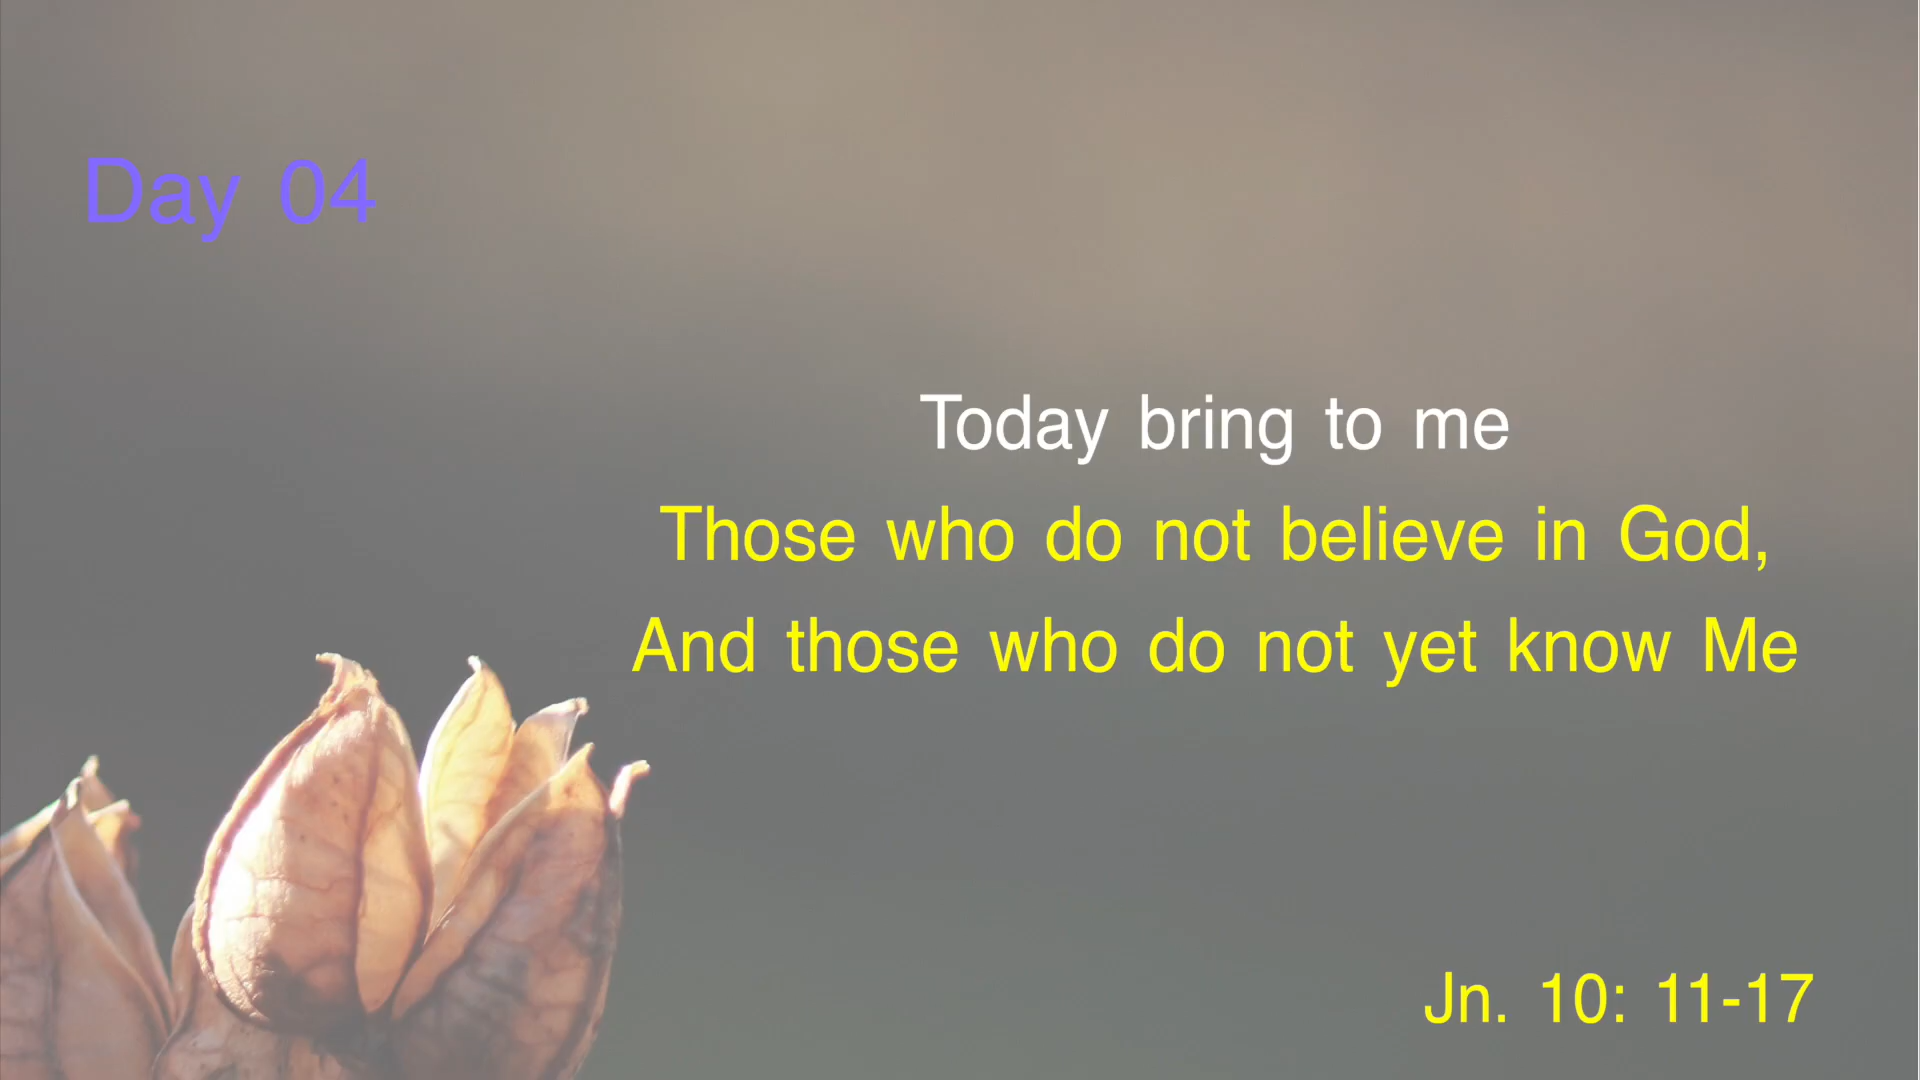 Day 04
Today bring to me
Those who do not believe in God,
And those who do not yet know Me
Jn. 10: 11-17